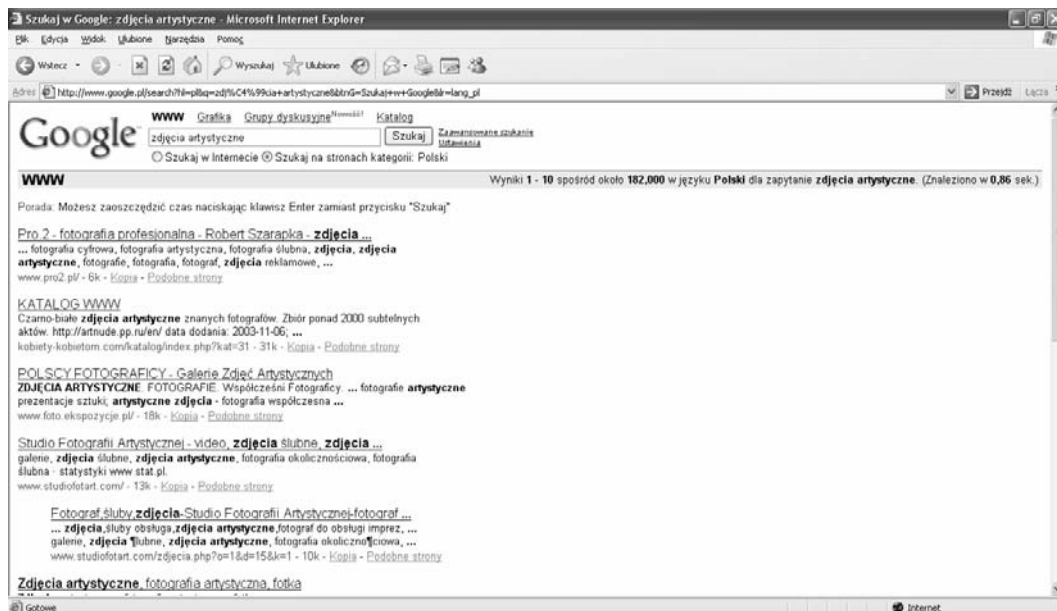 Szukaj w Google: zdjęcia artystyczne - Microsoft Internet Explorer
Plik Edycja Widok Ulubione Narzędzia Pomoc
Wstecz Wyszukaj Ulubione
Adres http://www.google.pl/search?hl=pl&q=zdj%C4%99cia+artystyczne&btnG=Szukaj+w+Google&lr=lang_pl Przejdź Łącza
Google WWW Grafika Grupy dyskusyjne Nowość! Katalog
zdjęcia artystyczne Szukaj Zaawansowane szukanie
Ustawienia
Szukaj w Internecie Szukaj na stronach kategorii: Polski
WWW Wyniki 1 - 10 spośród około 182,000 w języku Polski dla zapytanie zdjęcia artystyczne. (Znaleziono w 0,86 sek.)
Porada: Możesz zaoszczędzić czas naciskając klawisz Enter zamiast przycisku "Szukaj"
Pro 2 - fotografia profesjonalna - Robert Szarapka - zdjęcia ...
... fotografia cyfrowa, fotografia artystyczna, fotografia ślubna, zdjęcia, zdjęcia
artystyczne, fotografie, fotografia, fotograf, zdjęcia reklamowe, ...
www.pro2.pl/ - 6k - Kopia - Podobne strony
KATALOG WWW
Czarno-białe zdjęcia artystyczne znanych fotografów. Zbiór ponad 2000 subtelnych
aktów. http://artnude.pp.ru/en/ data dodania: 2003-11-06; ...
kobiety-kobietom.com/katalog/index.php?kat=31 - 31k - Kopia - Podobne strony
POLSCY FOTOGRAFICY - Galerie Zdjęć Artystycznych
ZDJĘCIA ARTYSTYCZNE. FOTOGRAFIE. Współcześni Fotograficy. ... fotografie artystyczne
prezentacje sztuki; artystyczne zdjęcia - fotografia współczesna ...
www.foto.ekspozycje.pl/ - 18k - Kopia - Podobne strony
Studio Fotografii Artystycznej - video, zdjęcia ślubne, zdjęcia ...
galerie, zdjęcia ślubne, zdjęcia artystyczne, fotografia okolicznościowa, fotografia
ślubna · statystyki www stat.pl.
www.studiofotart.com/ - 13k - Kopia - Podobne strony
Fotograf,śluby,zdjęcia-Studio Fotografii Artystycznej-fotograf ...
... zdjęcia,śluby obsługa,zdjęcia artystyczne,fotograf do obsługi imprez, ...
galerie, zdjęcia ¶lubne, zdjęcia artystyczne, fotografia okoliczno¶ciowa, ...
www.studiofotart.com/zdjecia.php?o=1&d=15&k=1 - 10k - Kopia - Podobne strony
Zdjęcia artystyczne, fotografia artystyczna, fotka
Gotowe Internet